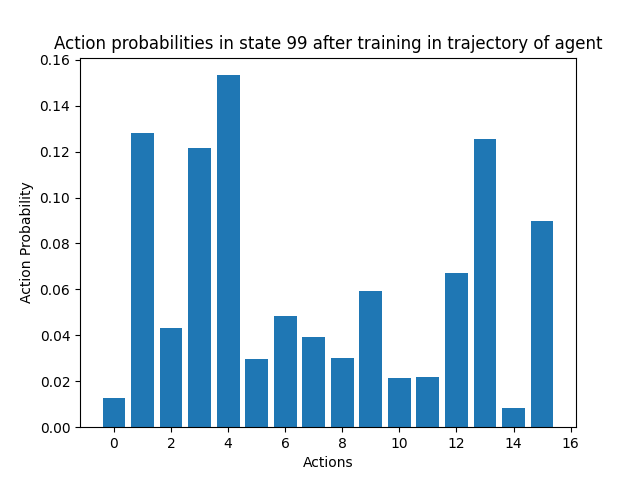 Action probabilities in state 99 after training in trajectory of agent
0.16
0.14
0.12
0.10
0.08
0.06
0.04
0.02
0.00
Action Probability
0 2 4 6 8 10 12 14 16
Actions